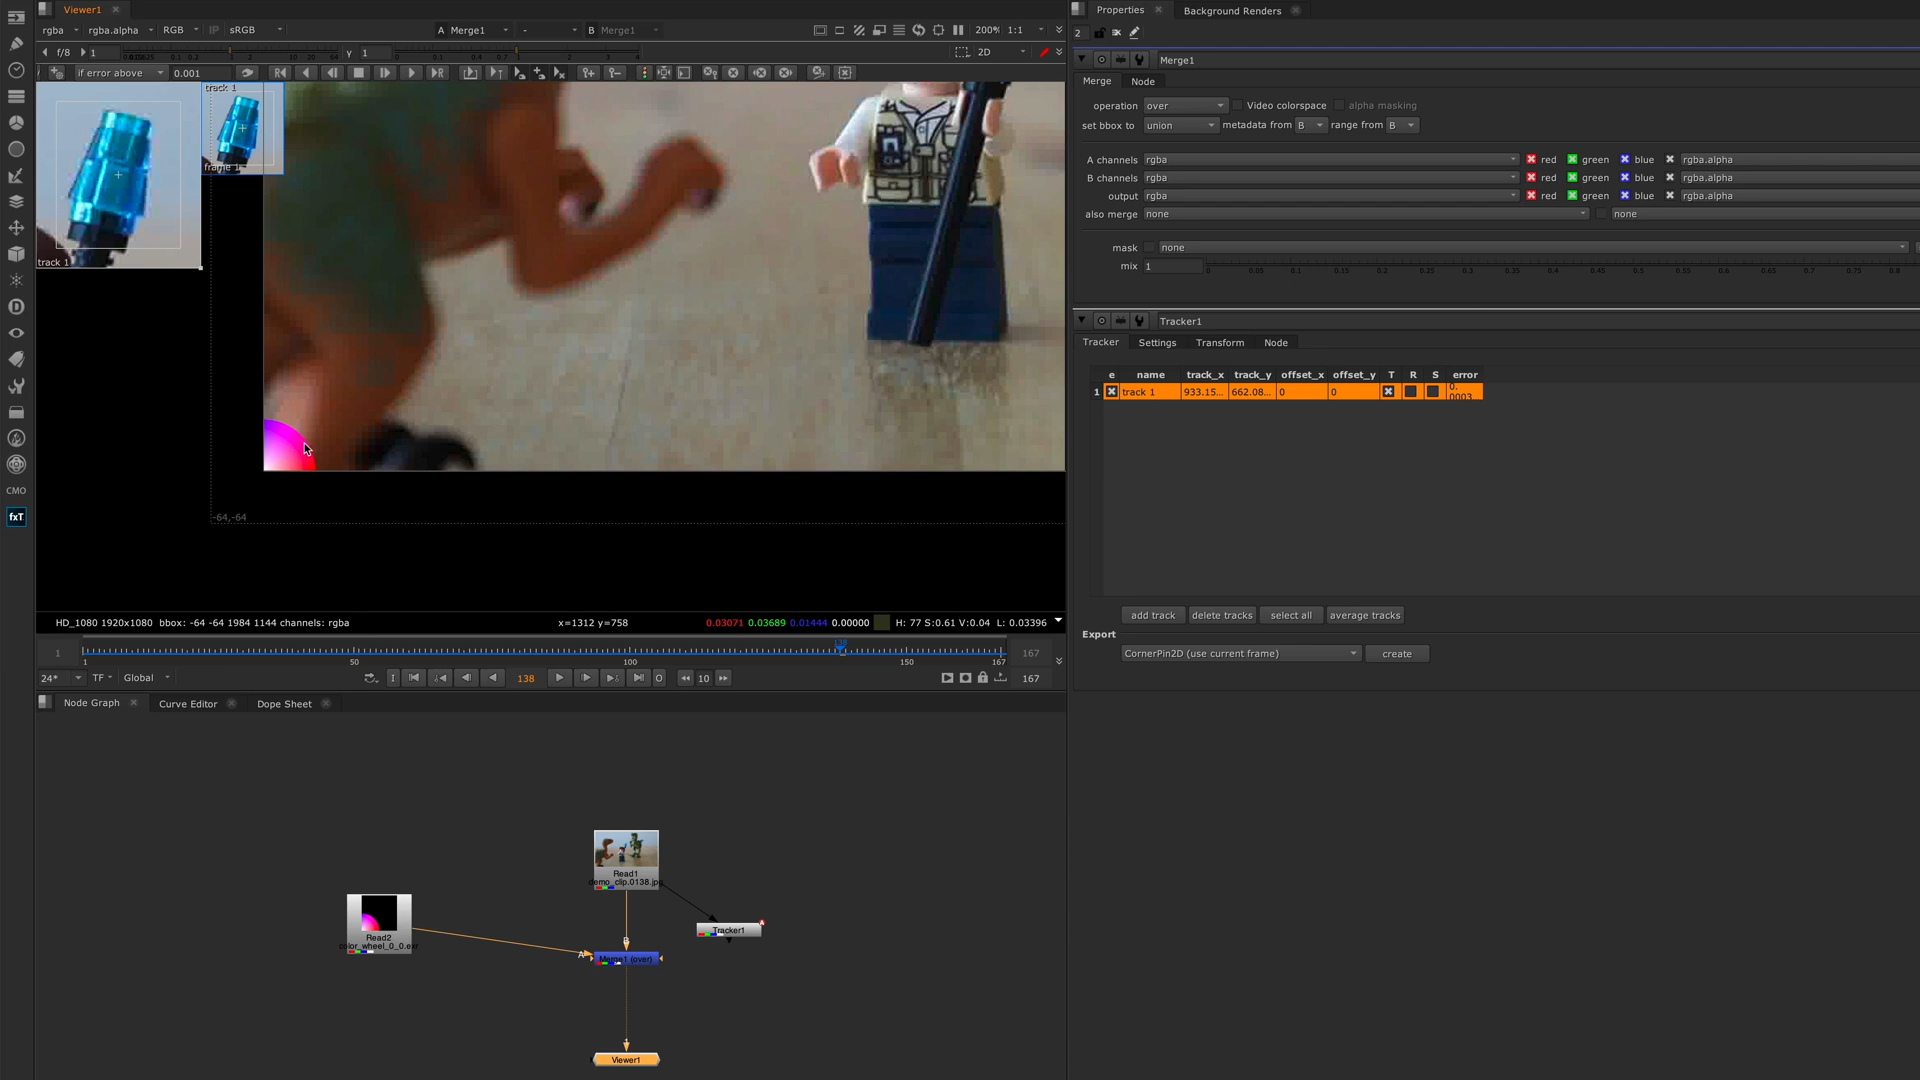 Viewer1
rgba rgba.alpha RGB IP sRGB A Merge1 - B Merge1 200% 1:1
f/8 1 Y 1 2D
if error above 0.001
track 1
frame 1
track 1
-64,-64
HD_1080 1920x1080 bbox: -64 -64 1984 1144 channels: rgba x=1312 y=758 0.03071 0.03689 0.01444 0.00000 H: 77 S:0.61 V:0.04 L: 0.03396
1 138 167
1 50 100 150 167
24* TF Global I 138 O 10 167
Node Graph Curve Editor Dope Sheet
Read1
demo_clip.0138.jpg
Read2
color_wheel_0_0.exr
Tracker1
A
B
Merge1 (over)
Viewer1
CMO
fxT
Properties Background Renders
2
Merge1
Merge Node
operation over Video colorspace alpha masking
set bbox to union metadata from B range from B
A channels rgba red green blue rgba.alpha
B channels rgba red green blue rgba.alpha
output rgba red green blue rgba.alpha
also merge none none
mask none
mix 1 0 0.05 0.1 0.15 0.2 0.25 0.3 0.35 0.4 0.45 0.5 0.55 0.6 0.65 0.7 0.75 0.8
Tracker1
Tracker Settings Transform Node
e name track_x track_y offset_x offset_y T R S error
1 track 1 933.15... 662.08... 0 0 0.0003
add track delete tracks select all average tracks
Export
CornerPin2D (use current frame) create